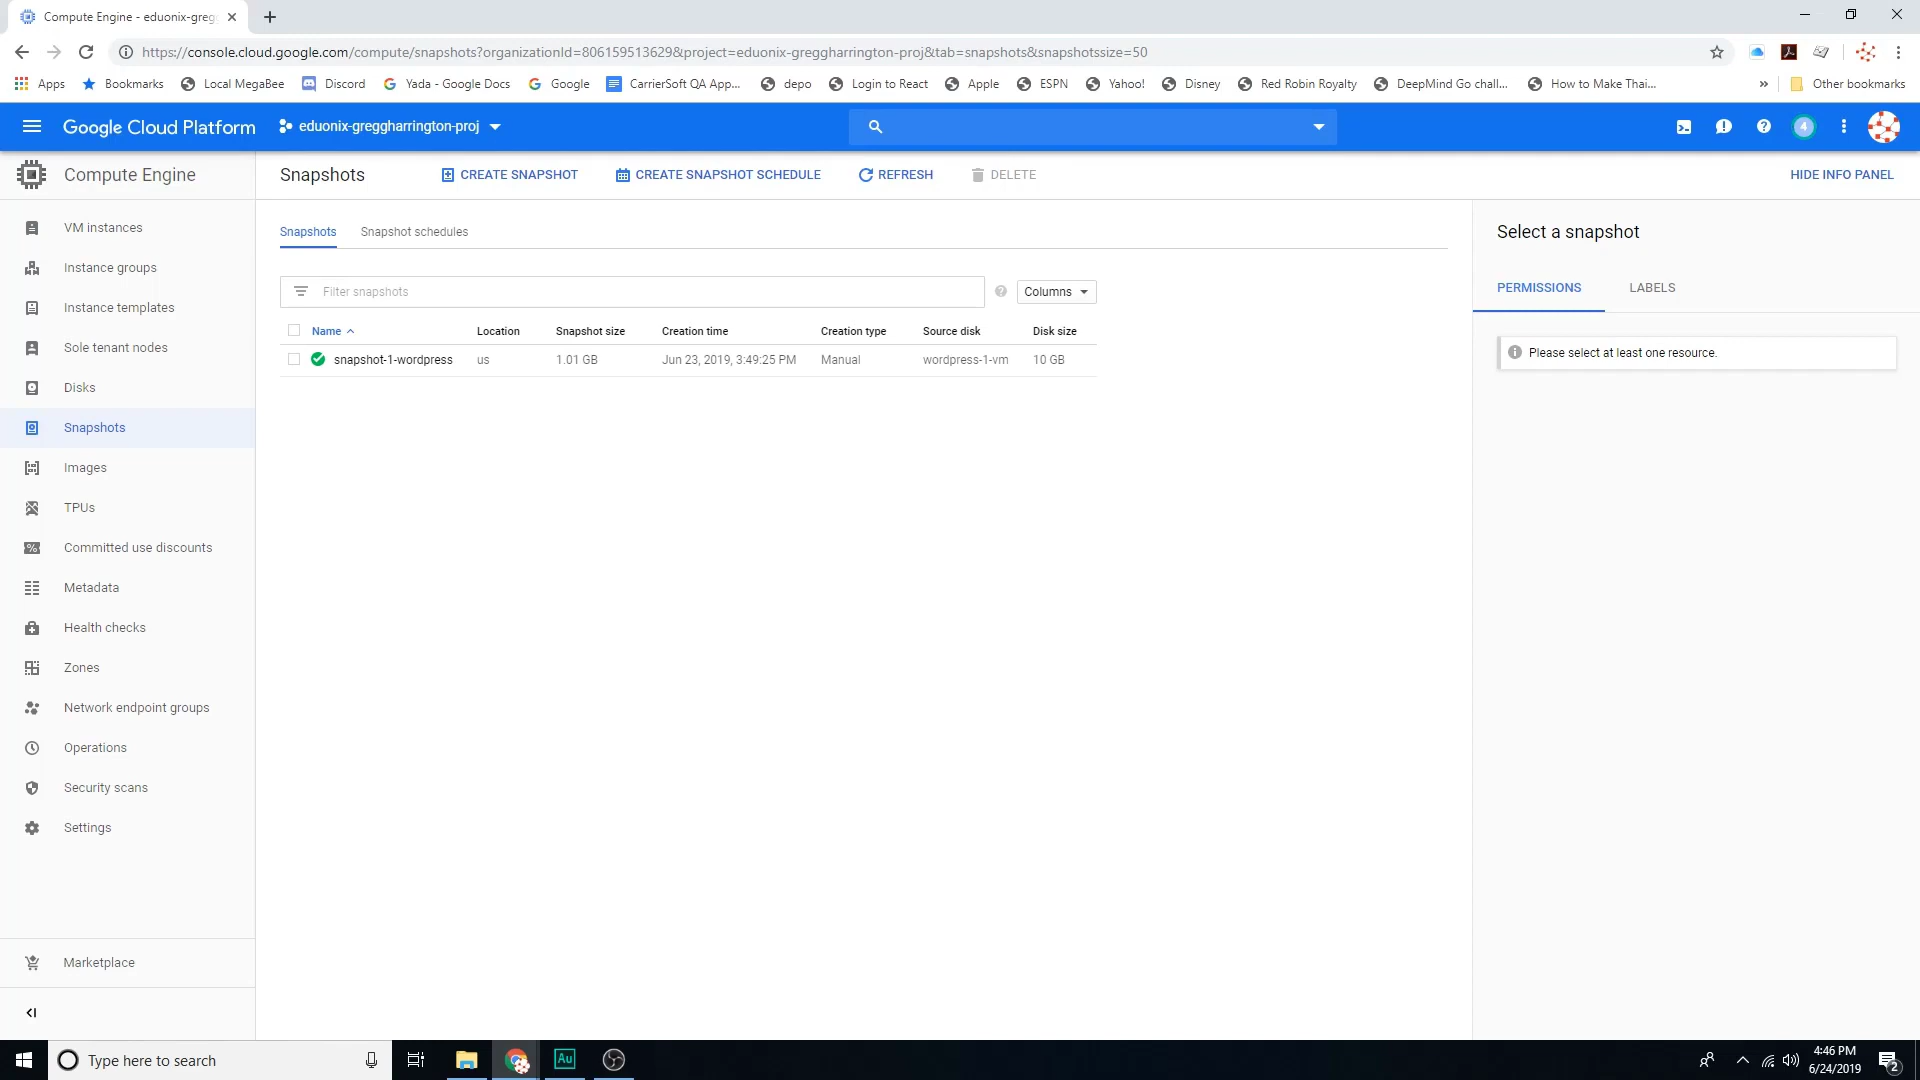 Compute Engine - eduonix-greg
https://console.cloud.google.com/compute/snapshots?organizationId=806159513629&project=eduonix-greggharrington-proj&tab=snapshots&snapshotssize=50
Apps Bookmarks Local MegaBee Discord Yada - Google Docs Google CarrierSoft QA App... depo Login to React Apple ESPN Yahoo! Disney Red Robin Royalty DeepMind Go chall... How to Make Thai... » Other bookmarks
Google Cloud Platform eduonix-greggharrington-proj 4
Compute Engine
Snapshots CREATE SNAPSHOT CREATE SNAPSHOT SCHEDULE REFRESH DELETE HIDE INFO PANEL
VM instances
Instance groups
Instance templates
Sole tenant nodes
Disks
Snapshots
Images
TPUs
Committed use discounts
Metadata
Health checks
Zones
Network endpoint groups
Operations
Security scans
Settings
Marketplace
Snapshots Snapshot schedules
Filter snapshots Columns
Name Location Snapshot size Creation time Creation type Source disk Disk size
snapshot-1-wordpress us 1.01 GB Jun 23, 2019, 3:49:25 PM Manual wordpress-1-vm 10 GB
Select a snapshot
PERMISSIONS LABELS
Please select at least one resource.
Type here to search
Au
4:46 PM
6/24/2019
2